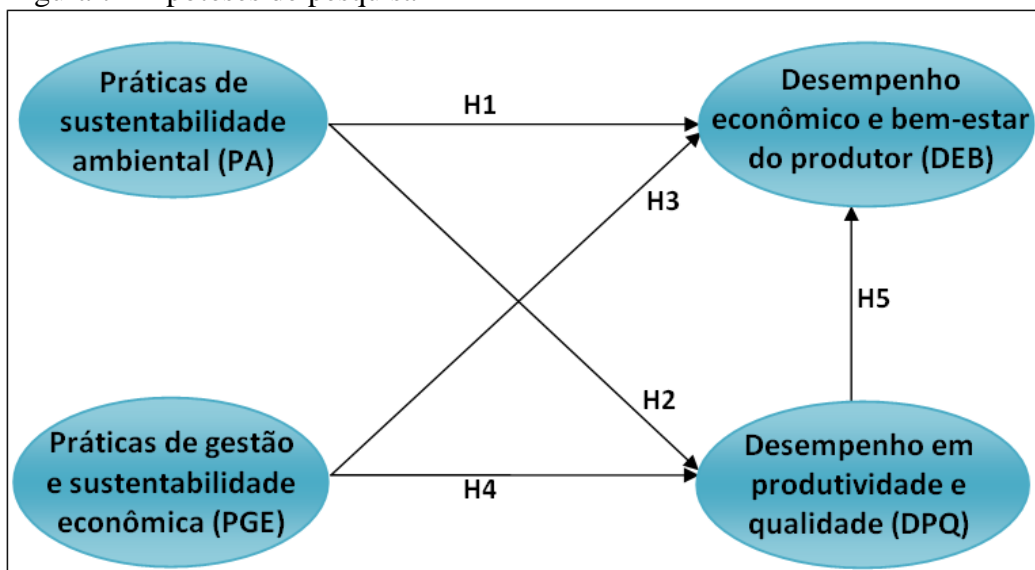 Práticas de
sustentabilidade
ambiental (PA)
H1
Desempenho
econômico e bem-estar
do produtor (DEB)
H3
H5
H2
Práticas de gestão
e sustentabilidade
econômica (PGE)
H4
Desempenho em
produtividade e
qualidade (DPQ)